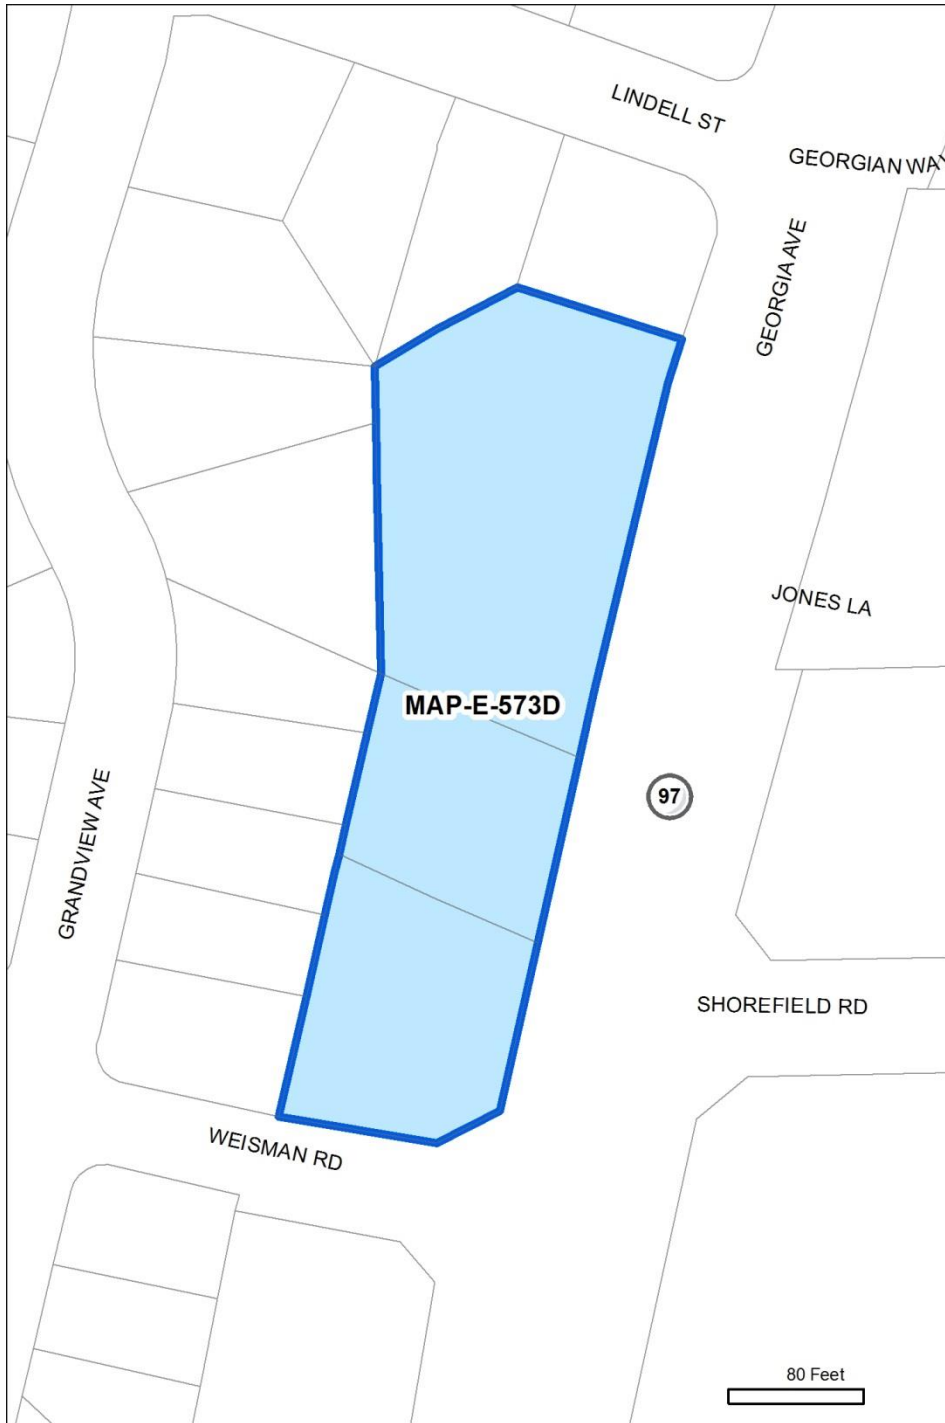 LINDELL ST
GEORGIAN WAY
GEORGIA AVE
JONES LA
MAP-E-573D
97
GRANDVIEW AVE
SHOREFIELD RD
WEISMAN RD
80 Feet